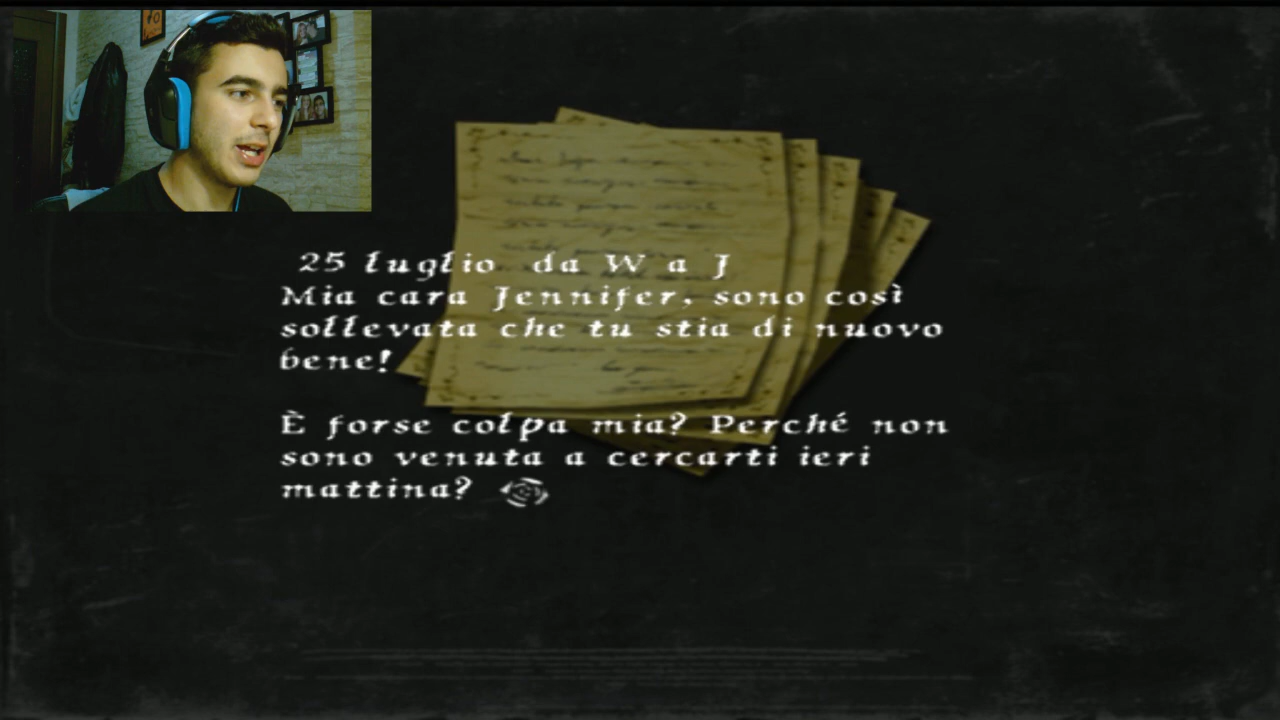 25 luglio da W a J
Mia cara Jennifer, sono così
sollevata che tu stia di nuovo
bene!
È forse colpa mia? Perché non
sono venuta a cercarti ieri
mattina?